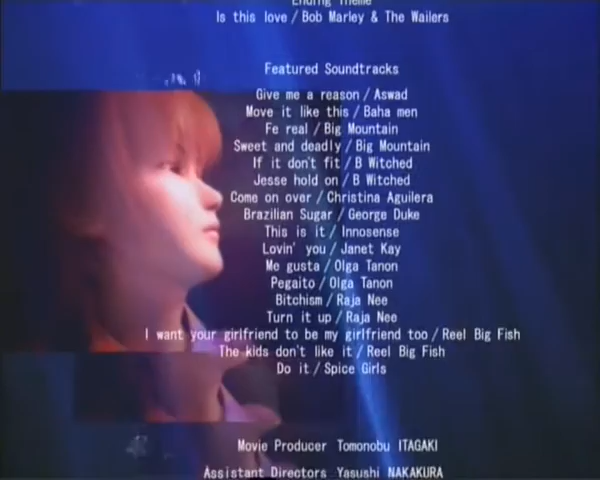 Ending Theme
Is this love / Bob Marley & The Wailers
Featured Soundtracks
Give me a reason / Aswad
Move it like this / Baha men
Fe real / Big Mountain
Sweet and deadly / Big Mountain
If it don't fit / B Witched
Jesse hold on / B Witched
Come on over / Christina Aguilera
Brazilian Sugar / George Duke
This is it / Innosense
Lovin' you / Janet Kay
Me gusta / Olga Tanon
Pegaito / Olga Tanon
Bitchism / Raja Nee
Turn it up / Raja Nee
I want your girlfriend to be my girlfriend too / Reel Big Fish
The kids don't like it / Reel Big Fish
Do it / Spice Girls
Movie Producer Tomonobu ITAGAKI
Assistant Directors Yasushi NAKAKURA